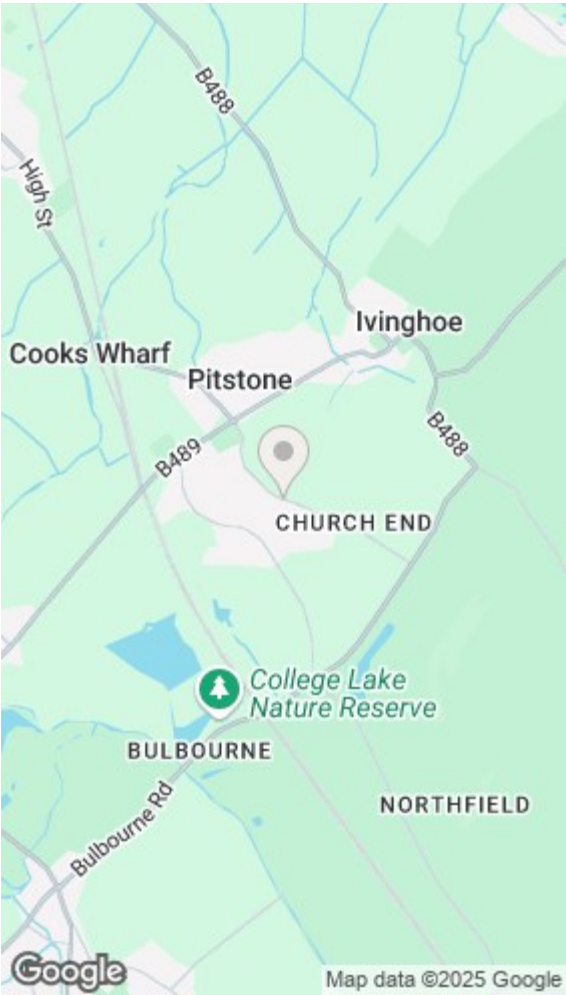 B488
High St
Ivinghoe
Cooks Wharf
Pitstone
B488
B489
CHURCH END
College Lake
Nature Reserve
BULBOURNE
NORTHFIELD
Bulbourne Rd
Google
Map data ©2025 Google